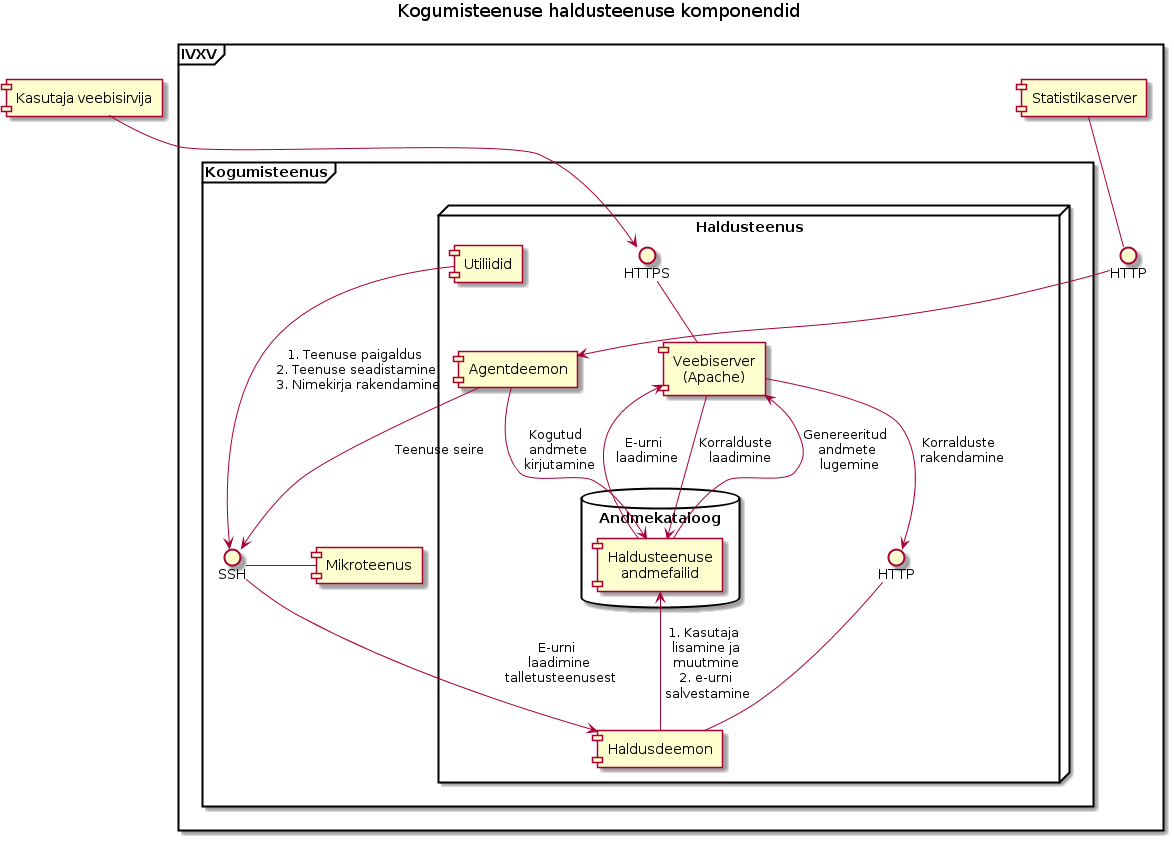 Kogumisteenuse haldusteenuse komponendid
IVXV
Kasutaja veebisirvija
Statistikaserver
Kogumisteenus
Haldusteenus
Utiliidid
HTTPS
HTTP
1. Teenuse paigaldus
2. Teenuse seadistamine
3. Nimekirja rakendamine
Agentdeemon
Veebiserver
(Apache)
Teenuse seire
Kogutud
andmete
kirjutamine
E-urni
laadimine
Korralduste
laadimine
Genereeritud
andmete
lugemine
Korralduste
rakendamine
Andmekataloog
Haldusteenuse
andmefailid
SSH
Mikroteenus
HTTP
E-urni
laadimine
talletusteenusest
1. Kasutaja
lisamine ja
muutmine
2. e-urni
salvestamine
Haldusdeemon